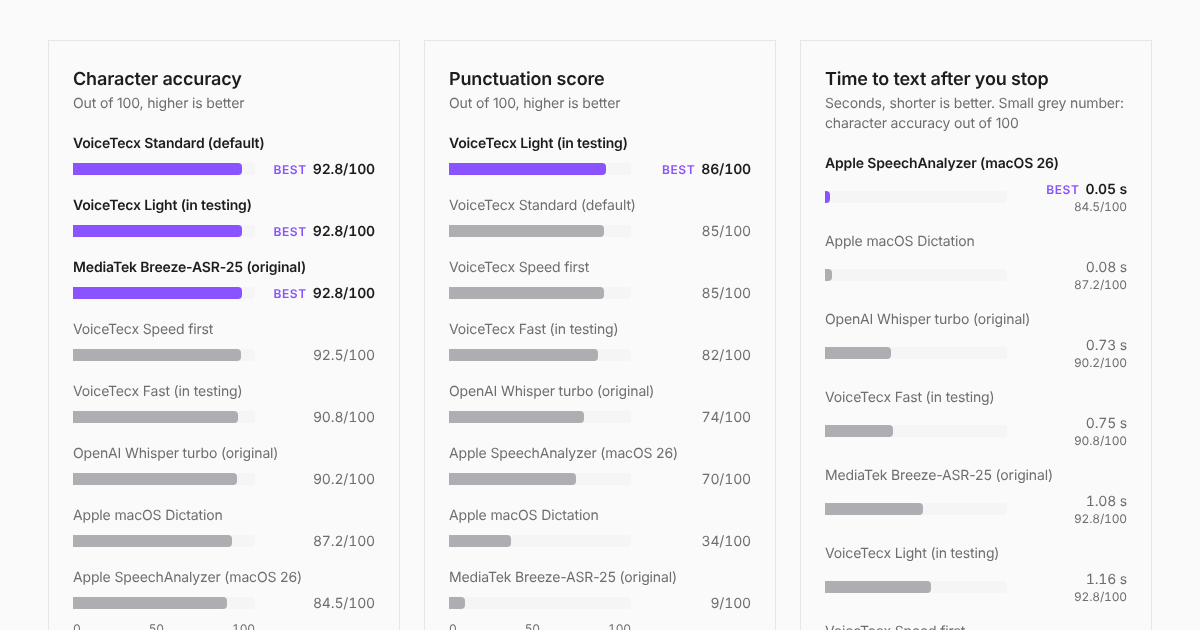 Character accuracy
Out of 100, higher is better
VoiceTecx Standard (default)
BEST 92.8/100
VoiceTecx Light (in testing)
BEST 92.8/100
MediaTek Breeze-ASR-25 (original)
BEST 92.8/100
VoiceTecx Speed first
92.5/100
VoiceTecx Fast (in testing)
90.8/100
OpenAI Whisper turbo (original)
90.2/100
Apple macOS Dictation
87.2/100
Apple SpeechAnalyzer (macOS 26)
84.5/100
0 50 100
Punctuation score
Out of 100, higher is better
VoiceTecx Light (in testing)
BEST 86/100
VoiceTecx Standard (default)
85/100
VoiceTecx Speed first
85/100
VoiceTecx Fast (in testing)
82/100
OpenAI Whisper turbo (original)
74/100
Apple SpeechAnalyzer (macOS 26)
70/100
Apple macOS Dictation
34/100
MediaTek Breeze-ASR-25 (original)
9/100
0 50 100
Time to text after you stop
Seconds, shorter is better. Small grey number:
character accuracy out of 100
Apple SpeechAnalyzer (macOS 26)
BEST 0.05 s
84.5/100
Apple macOS Dictation
0.08 s
87.2/100
OpenAI Whisper turbo (original)
0.73 s
90.2/100
VoiceTecx Fast (in testing)
0.75 s
90.8/100
MediaTek Breeze-ASR-25 (original)
1.08 s
92.8/100
VoiceTecx Light (in testing)
1.16 s
92.8/100
VoiceTecx Speed first